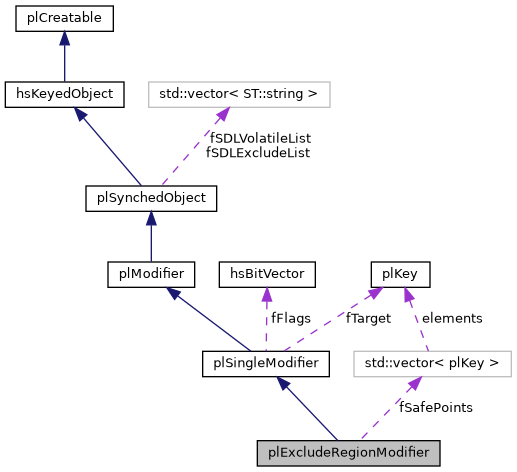 plCreatable
hsKeyedObject
std::vector< ST::string >
fSDLVolatileList
fSDLExcludeList
plSynchedObject
plModifier
hsBitVector
plKey
fFlags
fTarget
elements
plSingleModifier
std::vector< plKey >
fSafePoints
plExcludeRegionModifier